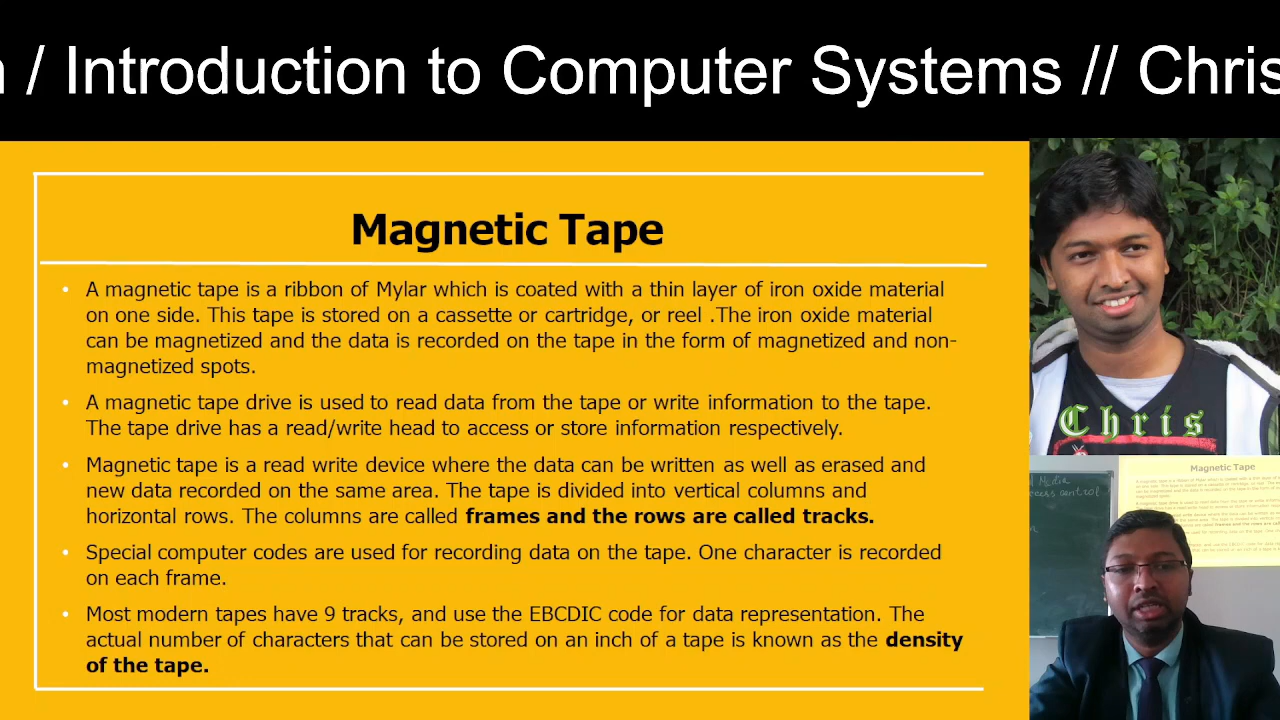 / Introduction to Computer Systems // Chris
Magnetic Tape
• A magnetic tape is a ribbon of Mylar which is coated with a thin layer of iron oxide material
on one side. This tape is stored on a cassette or cartridge, or reel .The iron oxide material
can be magnetized and the data is recorded on the tape in the form of magnetized and non-
magnetized spots.
• A magnetic tape drive is used to read data from the tape or write information to the tape.
The tape drive has a read/write head to access or store information respectively.
• Magnetic tape is a read write device where the data can be written as well as erased and
new data recorded on the same area. The tape is divided into vertical columns and
horizontal rows. The columns are called frames and the rows are called tracks.
• Special computer codes are used for recording data on the tape. One character is recorded
on each frame.
• Most modern tapes have 9 tracks, and use the EBCDIC code for data representation. The
actual number of characters that can be stored on an inch of a tape is known as the density
of the tape.
Chris
Magnetic Tape
Media
control